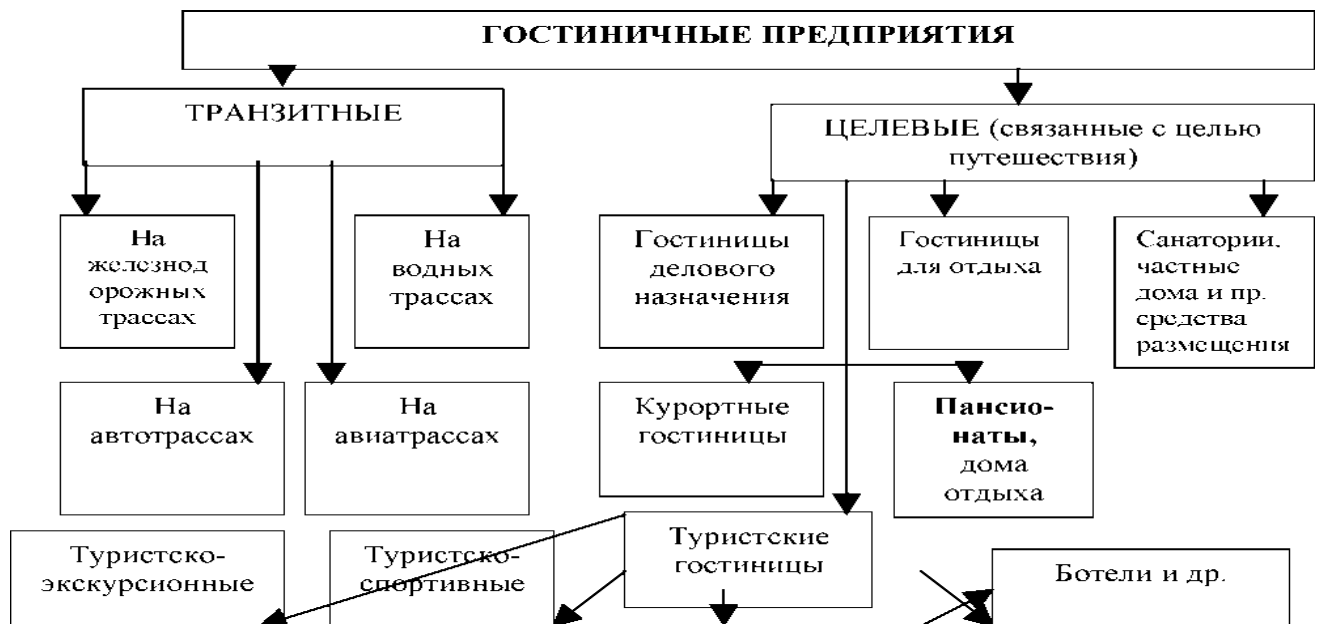 ГОСТИНИЧНЫЕ ПРЕДПРИЯТИЯ
ТРАНЗИТНЫЕ
ЦЕЛЕВЫЕ (связанные с целью
путешествия)
На
железнод
орожных
трассах
На
водных
трассах
Гостиницы
делового
назначения
Гостиницы
для отдыха
Санатории,
частные
дома и пр.
средства
размещения
На
автотрассах
На
авиатрассах
Курортные
гостиницы
Пансио-
наты,
дома
отдыха
Туристско-
экскурсионные
Туристско-
спортивные
Туристские
гостиницы
Ботели и др.